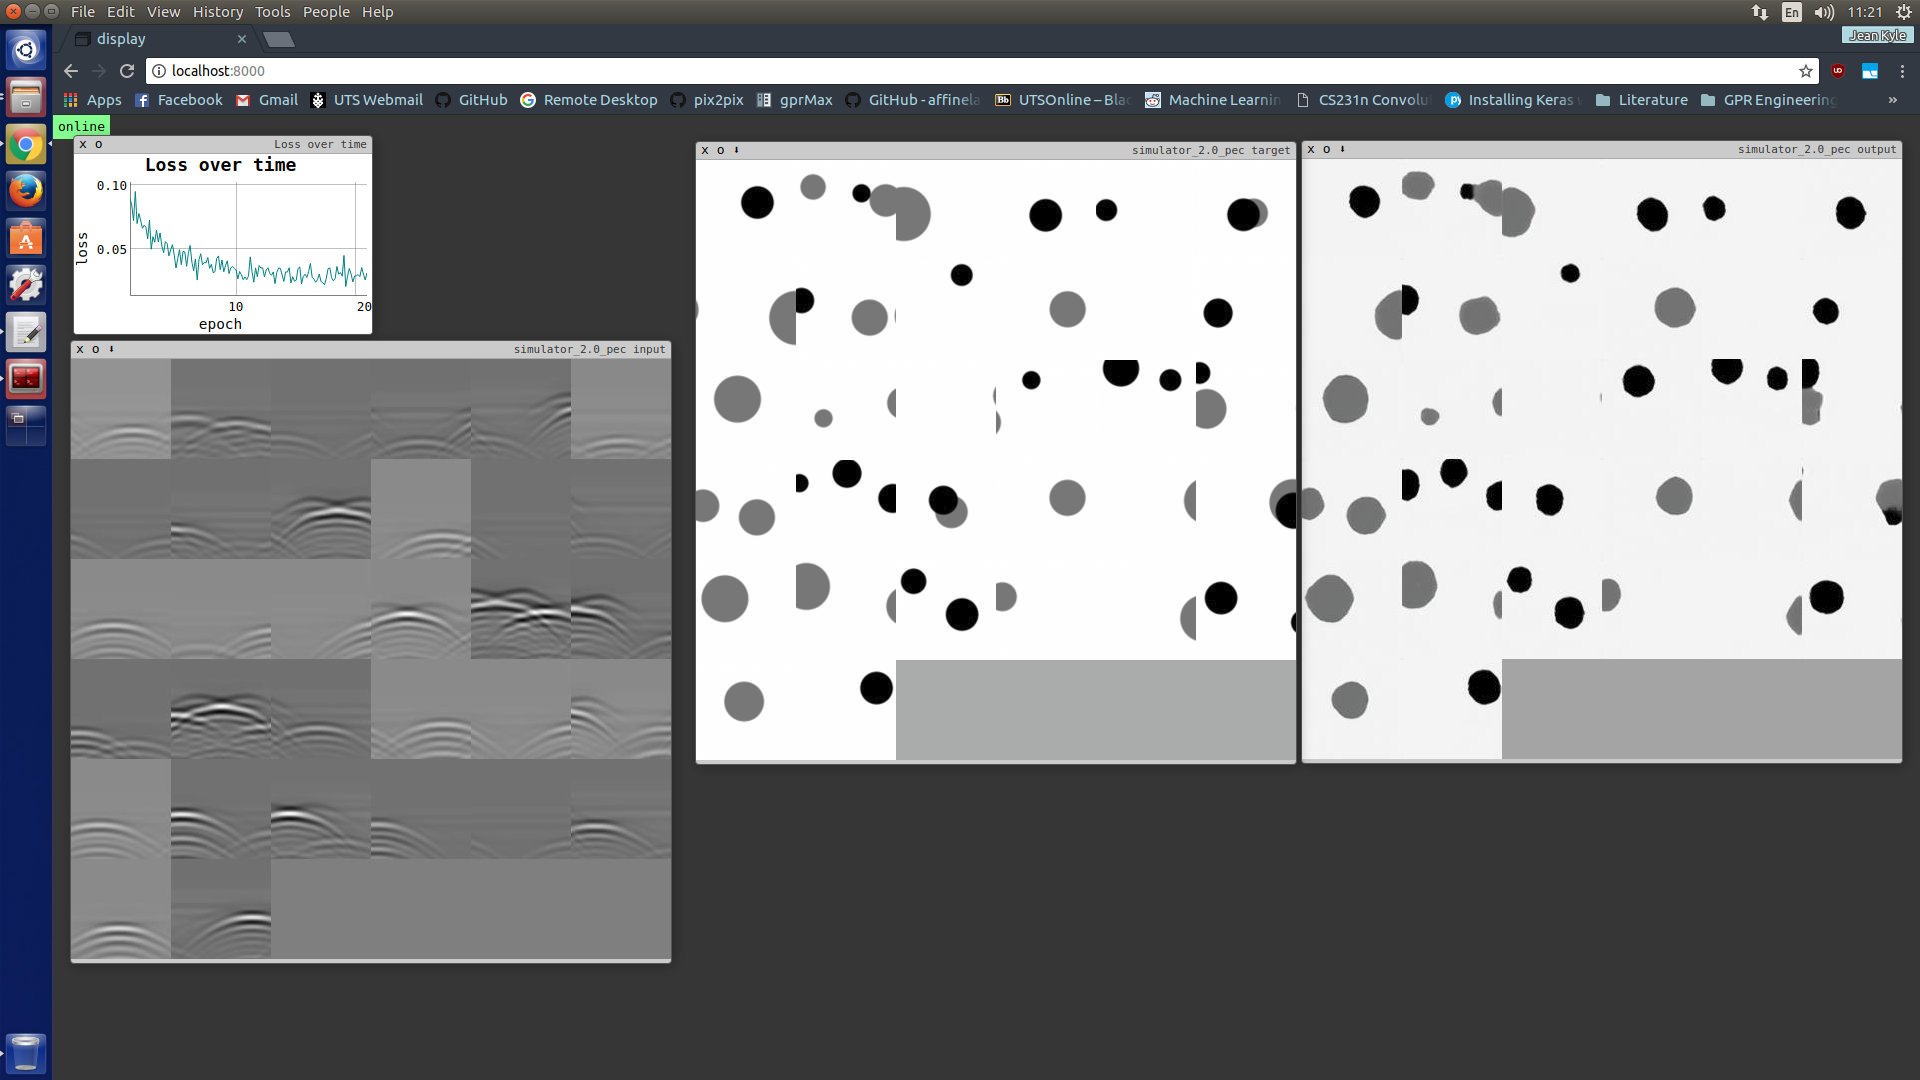 File Edit View History Tools People Help
En 11:21
display
Jean Kyle
localhost:8000
Apps Facebook Gmail UTS Webmail GitHub Remote Desktop pix2pix gprMax GitHub - affinela UTSOnline – Blac Machine Learnin CS231n Convolu Installing Keras Literature GPR Engineering »
online
x o Loss over time
Loss over time
0.10
0.05
loss
10 20
epoch
x o simulator_2.0_pec input
x o simulator_2.0_pec target
x o simulator_2.0_pec output